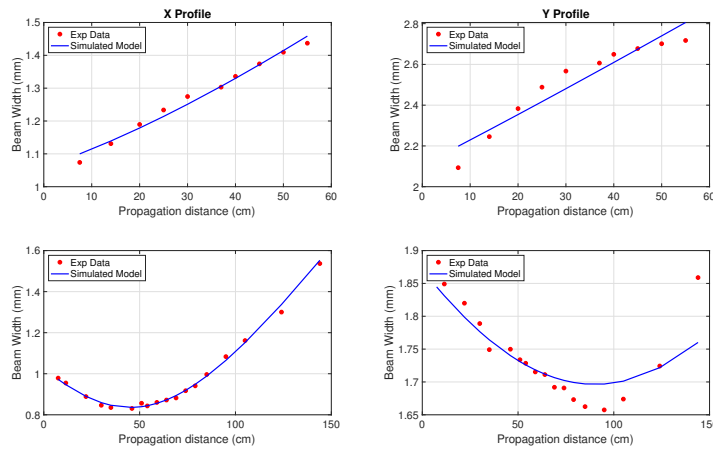 X Profile
1.5
1.4
1.3
1.2
1.1
1
Beam Width (mm)
Exp Data
Simulated Model
0 10 20 30 40 50 60
Propagation distance (cm)
Y Profile
2.8
2.6
2.4
2.2
2
Beam Width (mm)
Exp Data
Simulated Model
0 10 20 30 40 50 60
Propagation distance (cm)
1.6
1.4
1.2
1
0.8
Beam Width (mm)
Exp Data
Simulated Model
0 50 100 150
Propagation distance (cm)
1.9
1.85
1.8
1.75
1.7
1.65
Beam Width (mm)
Exp Data
Simulated Model
0 50 100 150
Propagation distance (cm)